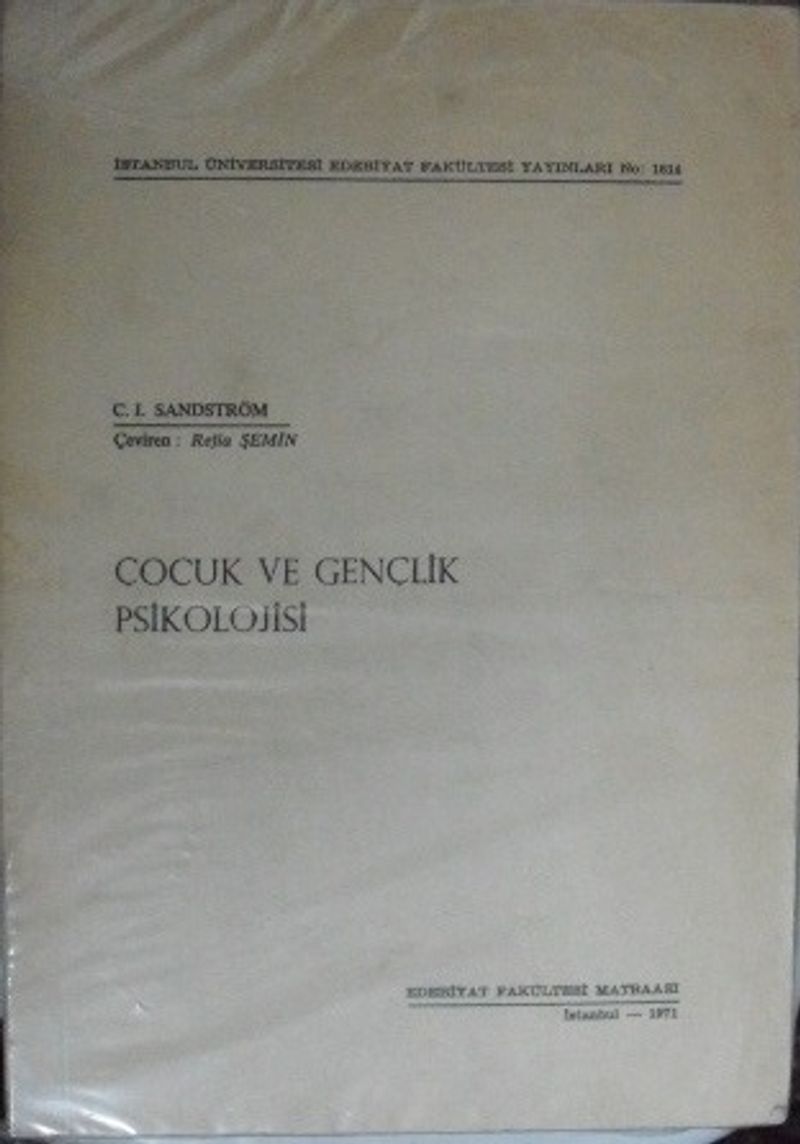 İSTANBUL ÜNİVERSİTESİ EDEBİYAT FAKÜLTESİ YAYINLARI No: 1614
C. I. SANDSTRÖM
Çeviren : Refia ŞEMİN
ÇOCUK VE GENÇLİK
PSİKOLOJİSİ
EDEBİYAT FAKÜLTESİ MATBAASI
İstanbul — 1971